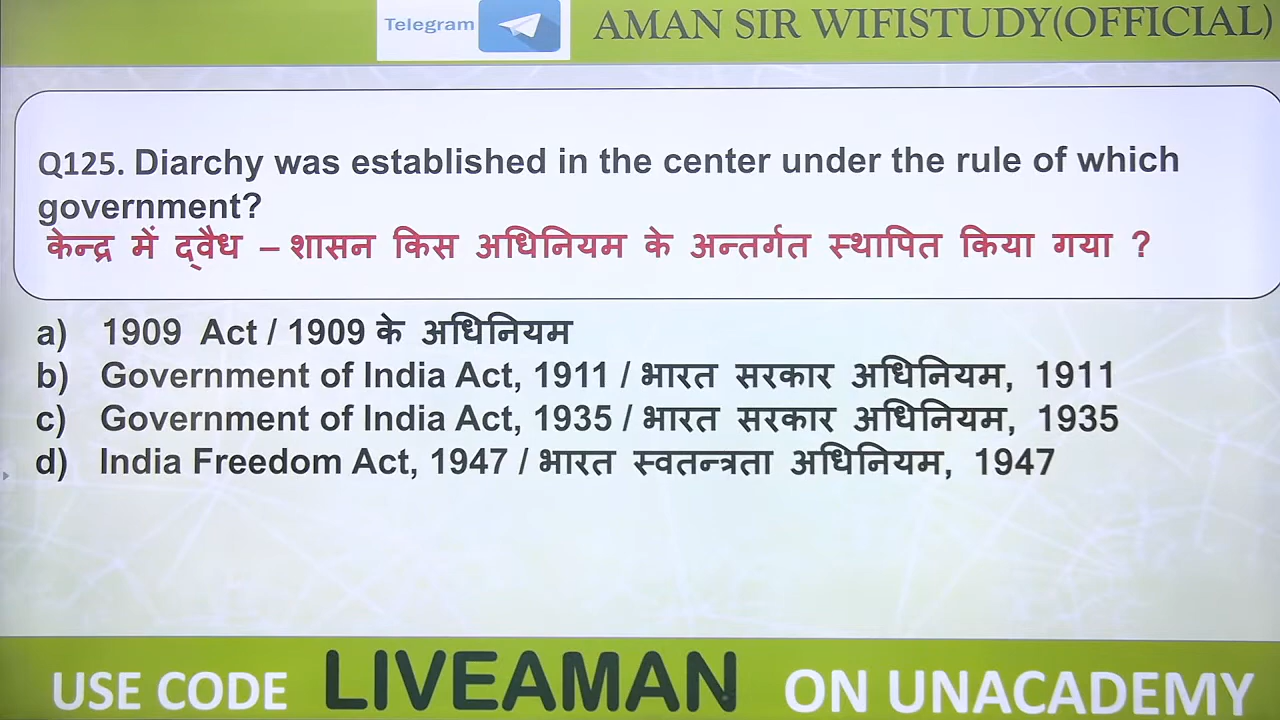 Telegram
AMAN SIR WIFISTUDY(OFFICIAL)
Q125. Diarchy was established in the center under the rule of which
government?
केन्द्र में द्वैध – शासन किस अधिनियम के अन्तर्गत स्थापित किया गया ?
a) 1909 Act / 1909 के अधिनियम
b) Government of India Act, 1911 / भारत सरकार अधिनियम, 1911
c) Government of India Act, 1935 / भारत सरकार अधिनियम, 1935
d) India Freedom Act, 1947 / भारत स्वतन्त्रता अधिनियम, 1947
USE CODE LIVEAMAN ON UNACADEMY